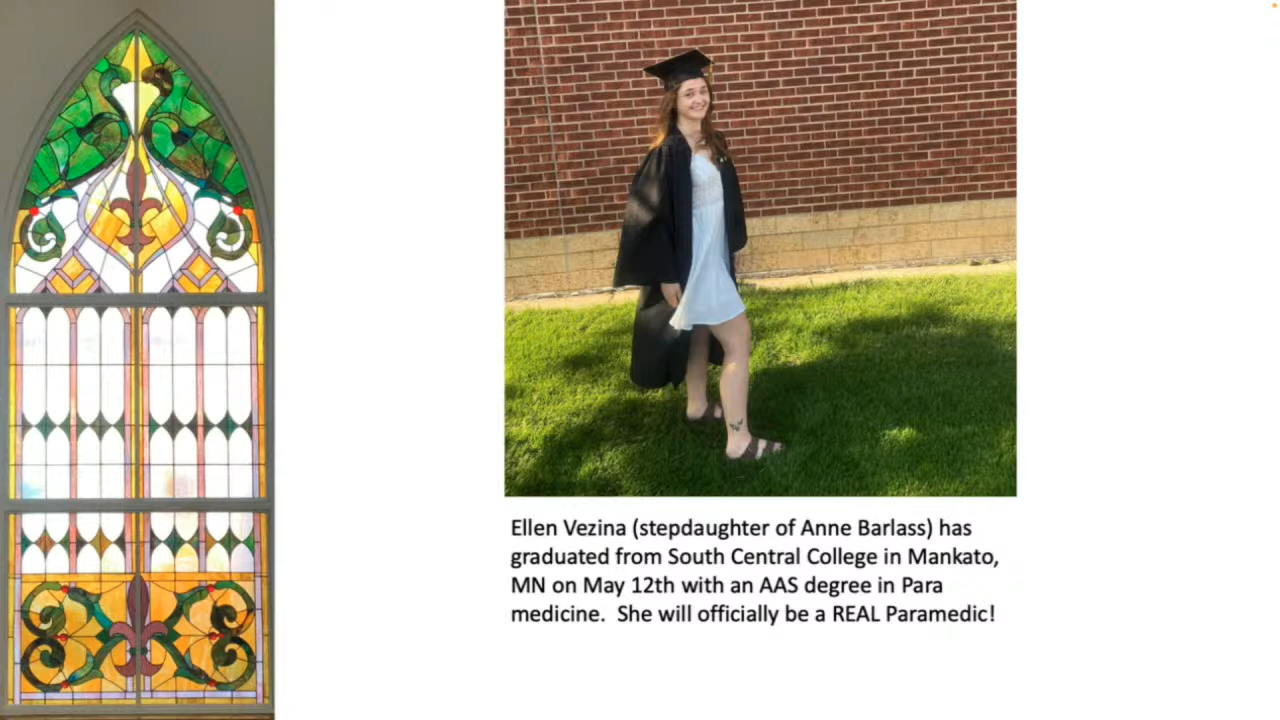 Ellen Vezina (stepdaughter of Anne Barlass) has
graduated from South Central College in Mankato,
MN on May 12th with an AAS degree in Para
medicine.  She will officially be a REAL Paramedic!